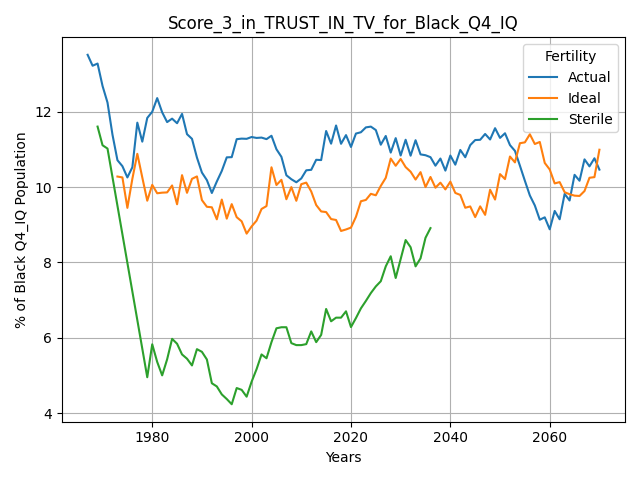 Score_3_in_TRUST_IN_TV_for_Black_Q4_IQ
% of Black Q4_IQ Population
12
10
8
6
4
Fertility
Actual
Ideal
Sterile
1980
2000
2020
2040
2060
Years